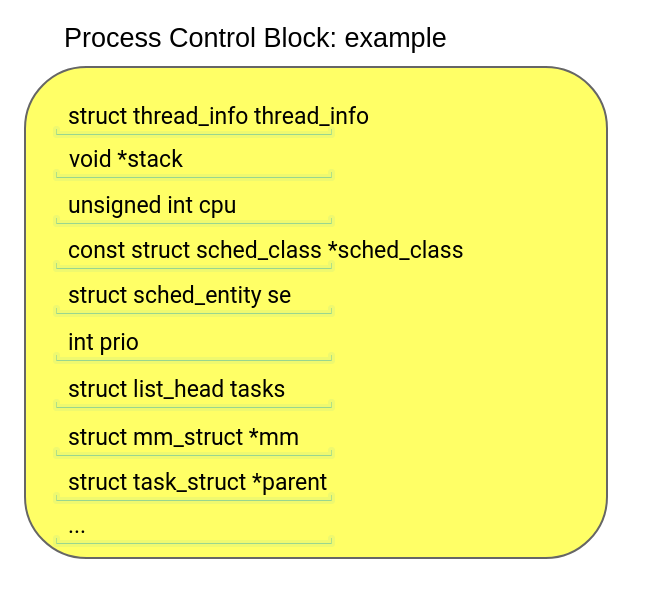 Process Control Block: example
struct thread_info thread_info
void *stack
unsigned int cpu
const struct sched_class *sched_class
struct sched_entity se
int prio
struct list_head tasks
struct mm_struct *mm
struct task_struct *parent
...